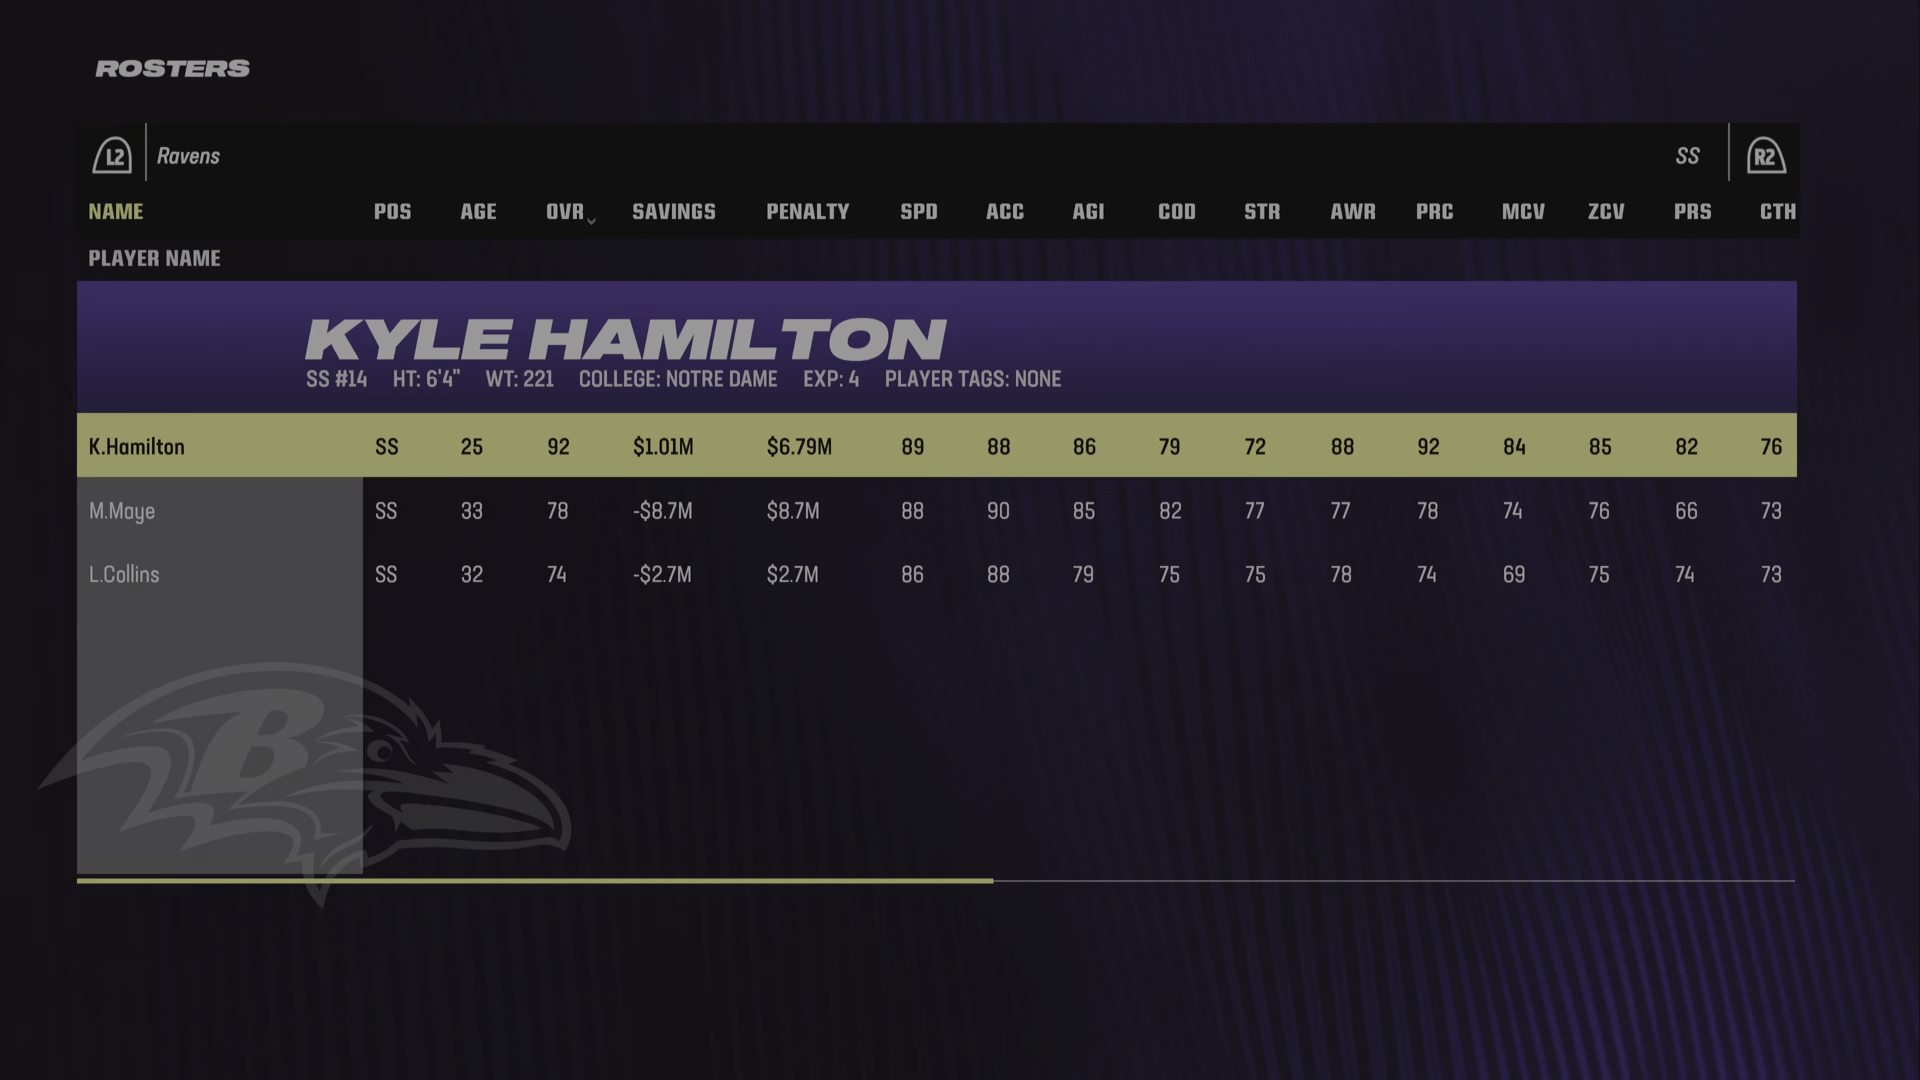 ROSTERS
L2 Ravens SS R2
NAME POS AGE OVR SAVINGS PENALTY SPD ACC AGI COD STR AWR PRC MCV ZCV PRS CTH
PLAYER NAME
KYLE HAMILTON
SS #14 HT: 6'4" WT: 221 COLLEGE: NOTRE DAME EXP: 4 PLAYER TAGS: NONE
K.Hamilton SS 25 92 $1.01M $6.79M 89 88 86 79 72 88 92 84 85 82 76
M.Maye SS 33 78 -$8.7M $8.7M 88 90 85 82 77 77 78 74 76 66 73
L.Collins SS 32 74 -$2.7M $2.7M 86 88 79 75 75 78 74 69 75 74 73
B